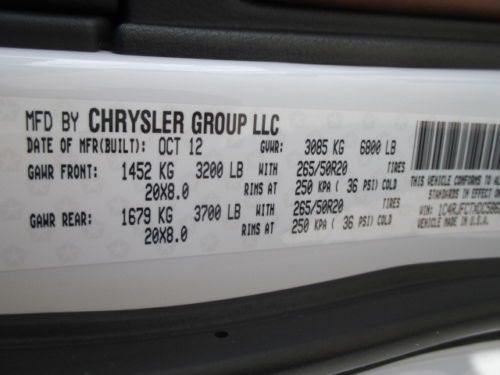 MFD BY CHRYSLER GROUP LLC
DATE OF MFR(BUILT): OCT 12 GVWR: 3085 KG 6800 LB
GAWR FRONT: 1452 KG 3200 LB WITH 265/50R20 TIRES
20X8.0 RIMS AT 250 KPA ( 36 PSI) COLD
GAWR REAR: 1679 KG 3700 LB WITH 265/50R20 TIRES
20X8.0 RIMS AT 250 KPA ( 36 PSI) COLD
THIS VEHICLE CONFORMS TO
STANDARDS IN EFFECT
VEHICLE MADE IN U.S.A.